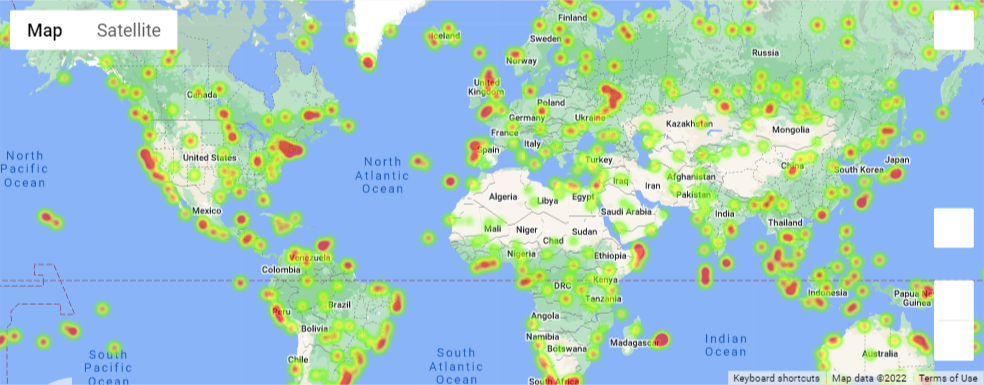 Map
Satellite
Finland
Iceland
Sweden
Russia
Norway
United
Kingdom
Canada
Poland
Germany
Ukraine
Kazakhstan
Mongolia
France
Italy
Spain
United States
Turkey
China
Japan
South Korea
North
Pacific
Ocean
North
Atlantic
Ocean
Afghanistan
Iraq
Iran
Pakistan
Algeria
Libya
Egypt
Saudi Arabia
India
Mexico
Mali
Niger
Chad
Sudan
Thailand
Nigeria
Ethiopia
Venezuela
Colombia
DRC
Kenya
Tanzania
Indonesia
Papua Ne
Guinea
Peru
Brazil
Angola
Bolivia
Namibia
Botswana
Madagascar
Indian
Ocean
Chile
South
Pacific
Ocean
South
Atlantic
Ocean
Australia
South Africa
Keyboard shortcuts
Map data ©2022
Terms of Use